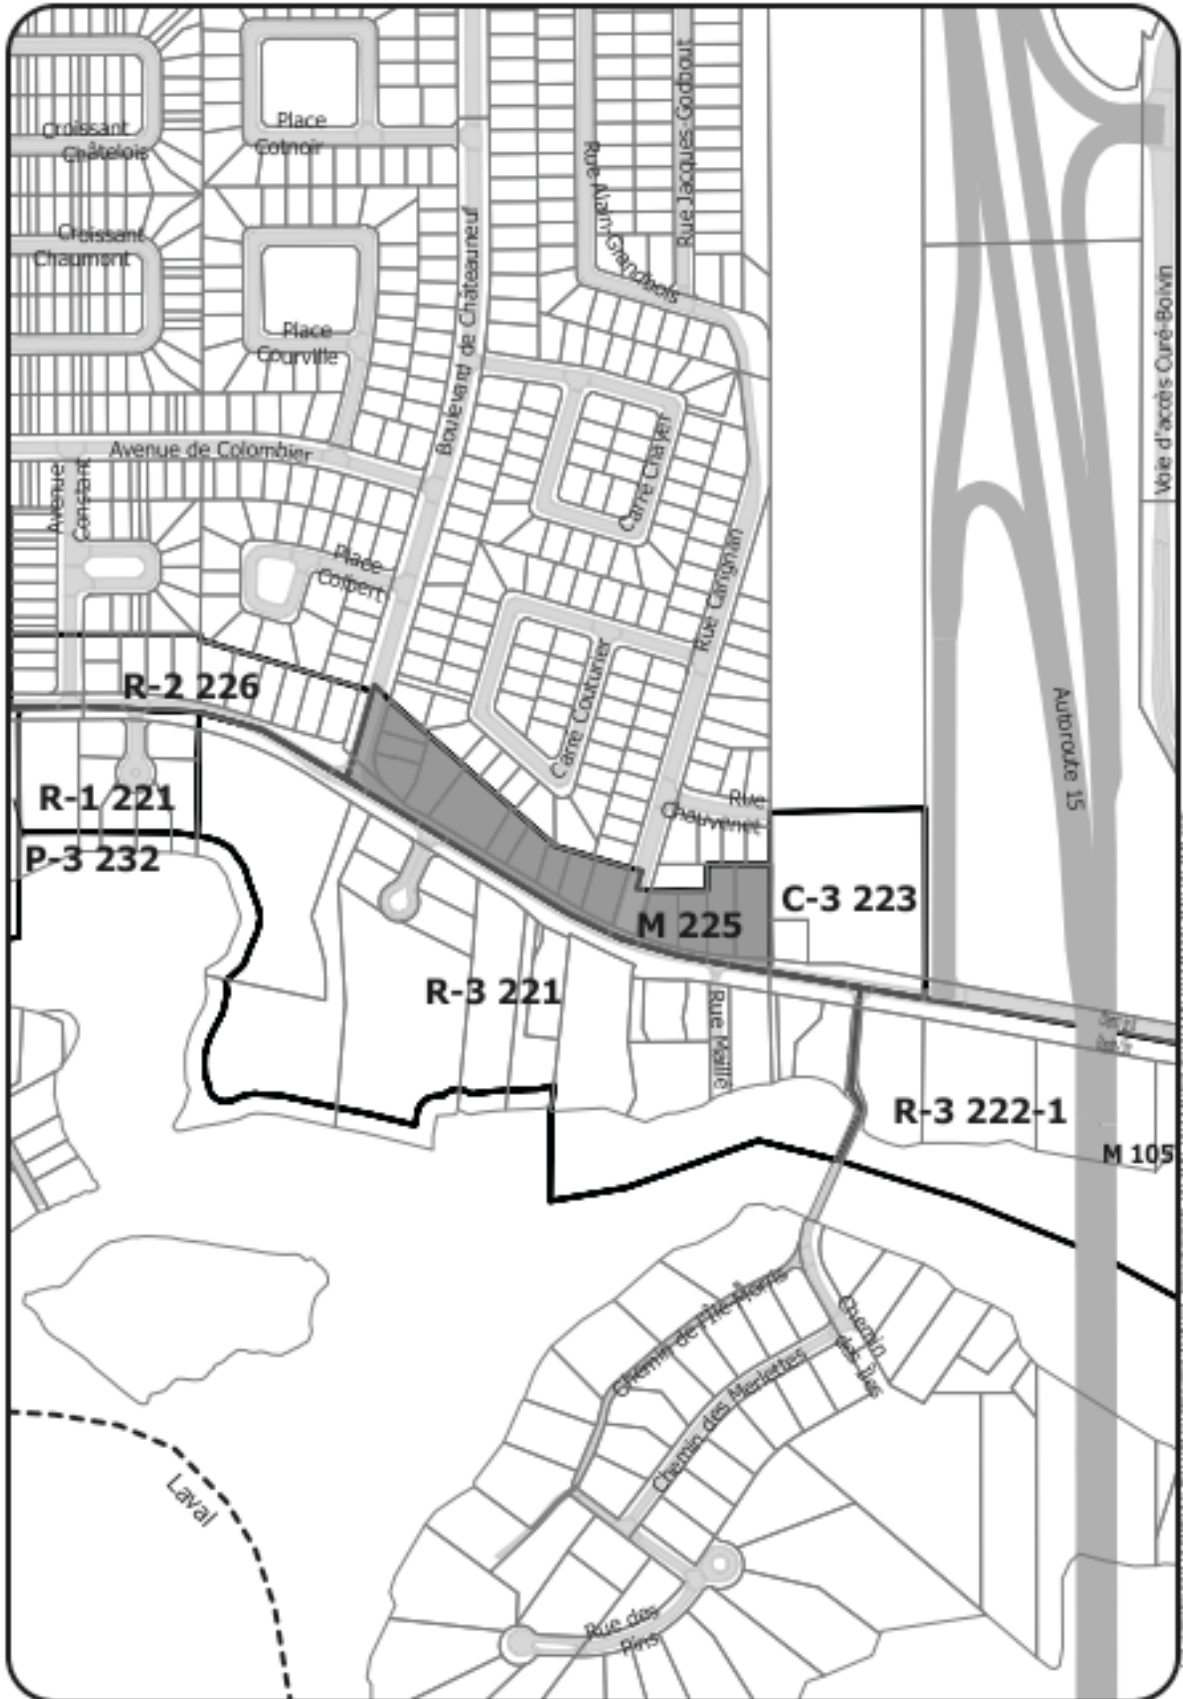 Croissant
Châtelois
Place
Cotnoir
Rue Alain-Grandbois
Rue Jacques-Godbout
Croissant
Chaumont
Place
Courville
Boulevard de Châteauneuf
Voie d'accès Curé-Boivin
Avenue de Colombier
Avenue
Constant
Carré Chayer
Place
Colbert
Rue Carignan
R-2 226
Carré Couturier
Autoroute 15
R-1 221
Rue
Chauvenet
P-3 232
C-3 223
M 225
R-3 221
Rue Maillé
R-3 222-1
M 105
Chemin de l'Île-Morris
Chemin
des Îles
Chemin des Merlettes
Laval
Rue des
Pins